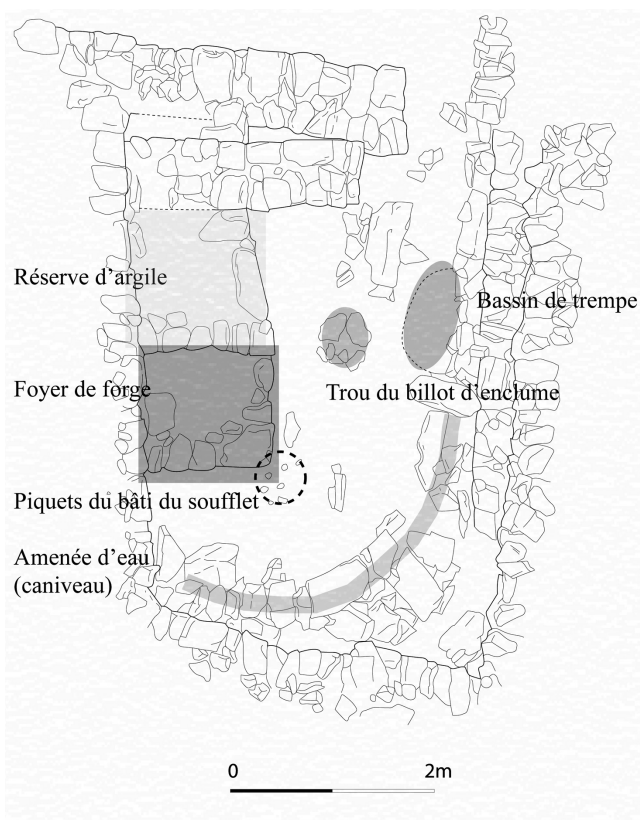 Réserve d'argile
Bassin de trempe
Foyer de forge
Trou du billot d'enclume
Piquets du bâti du soufflet
Amenée d'eau
(caniveau)
0 2m